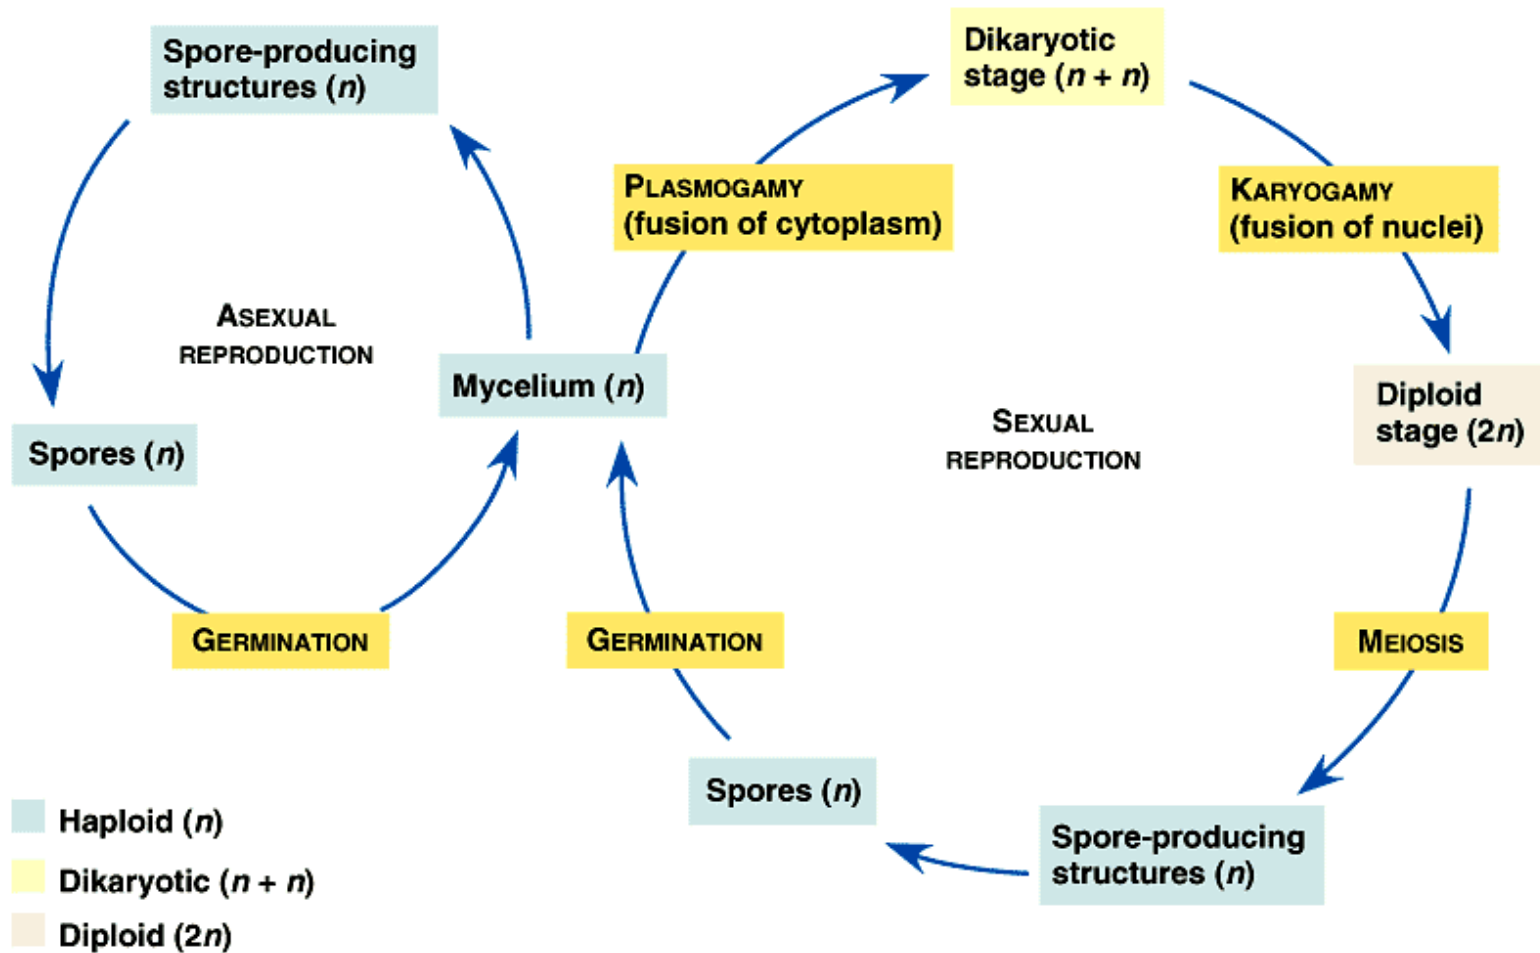 Spore-producing
structures (n)
Dikaryotic
stage (n + n)
PLASMOGAMY
(fusion of cytoplasm)
KARYOGAMY
(fusion of nuclei)
ASEXUAL
REPRODUCTION
Mycelium (n)
Diploid
stage (2n)
SEXUAL
REPRODUCTION
Spores (n)
GERMINATION
GERMINATION
MEIOSIS
Spores (n)
Spore-producing
structures (n)
Haploid (n)
Dikaryotic (n + n)
Diploid (2n)